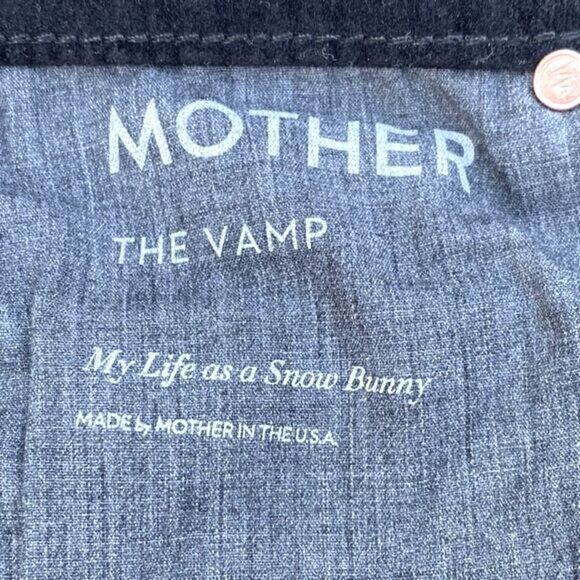 MOTHER
THE VAMP
My Life as a Snow Bunny
MADE by MOTHER IN THE U.S.A.